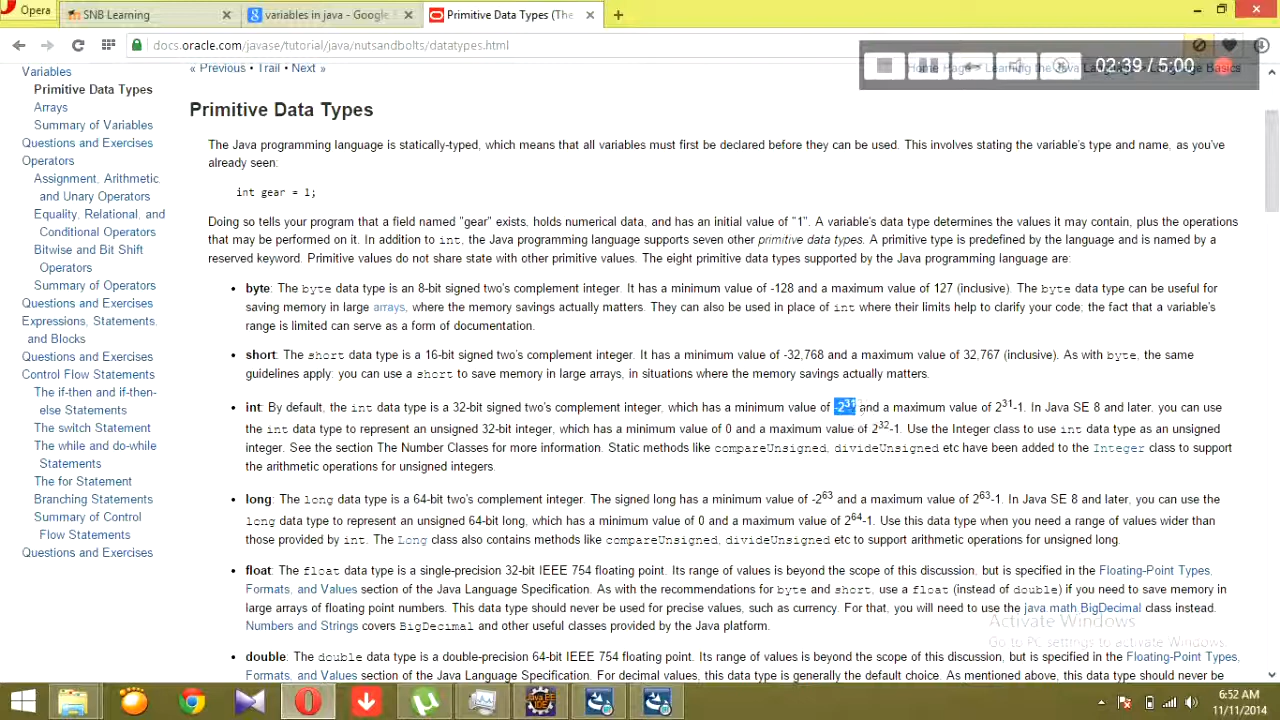 Opera
SNB Learning
variables in java - Google
Primitive Data Types (The
docs.oracle.com/javase/tutorial/java/nutsandbolts/datatypes.html
02:39 / 5:00
« Previous • Trail • Next »
Home Page > Learning the Java Language > Language Basics
Variables
Primitive Data Types
Arrays
Summary of Variables
Questions and Exercises
Operators
Assignment, Arithmetic,
and Unary Operators
Equality, Relational, and
Conditional Operators
Bitwise and Bit Shift
Operators
Summary of Operators
Questions and Exercises
Expressions, Statements,
and Blocks
Questions and Exercises
Control Flow Statements
The if-then and if-then-
else Statements
The switch Statement
The while and do-while
Statements
The for Statement
Branching Statements
Summary of Control
Flow Statements
Questions and Exercises
Primitive Data Types
The Java programming language is statically-typed, which means that all variables must first be declared before they can be used. This involves stating the variable's type and name, as you've
already seen:
int gear = 1;
Doing so tells your program that a field named "gear" exists, holds numerical data, and has an initial value of "1". A variable's data type determines the values it may contain, plus the operations
that may be performed on it. In addition to int, the Java programming language supports seven other primitive data types. A primitive type is predefined by the language and is named by a
reserved keyword. Primitive values do not share state with other primitive values. The eight primitive data types supported by the Java programming language are:
• byte: The byte data type is an 8-bit signed two's complement integer. It has a minimum value of -128 and a maximum value of 127 (inclusive). The byte data type can be useful for
saving memory in large arrays, where the memory savings actually matters. They can also be used in place of int where their limits help to clarify your code; the fact that a variable's
range is limited can serve as a form of documentation.
• short: The short data type is a 16-bit signed two's complement integer. It has a minimum value of -32,768 and a maximum value of 32,767 (inclusive). As with byte, the same
guidelines apply: you can use a short to save memory in large arrays, in situations where the memory savings actually matters.
• int: By default, the int data type is a 32-bit signed two's complement integer, which has a minimum value of -2³¹ and a maximum value of 2³¹-1. In Java SE 8 and later, you can use
the int data type to represent an unsigned 32-bit integer, which has a minimum value of 0 and a maximum value of 2³²-1. Use the Integer class to use int data type as an unsigned
integer. See the section The Number Classes for more information. Static methods like compareUnsigned, divideUnsigned etc have been added to the Integer class to support
the arithmetic operations for unsigned integers.
• long: The long data type is a 64-bit two's complement integer. The signed long has a minimum value of -2⁶³ and a maximum value of 2⁶³-1. In Java SE 8 and later, you can use the
long data type to represent an unsigned 64-bit long, which has a minimum value of 0 and a maximum value of 2⁶⁴-1. Use this data type when you need a range of values wider than
those provided by int. The Long class also contains methods like compareUnsigned, divideUnsigned etc to support arithmetic operations for unsigned long.
• float: The float data type is a single-precision 32-bit IEEE 754 floating point. Its range of values is beyond the scope of this discussion, but is specified in the Floating-Point Types,
Formats, and Values section of the Java Language Specification. As with the recommendations for byte and short, use a float (instead of double) if you need to save memory in
large arrays of floating point numbers. This data type should never be used for precise values, such as currency. For that, you will need to use the java.math.BigDecimal class instead.
Numbers and Strings covers BigDecimal and other useful classes provided by the Java platform.
• double: The double data type is a double-precision 64-bit IEEE 754 floating point. Its range of values is beyond the scope of this discussion, but is specified in the Floating-Point Types,
Formats, and Values section of the Java Language Specification. For decimal values, this data type is generally the default choice. As mentioned above, this data type should never be
Activate Windows
Go to PC settings to activate Windows.
Java EE
IDE
6:52 AM
11/11/2014